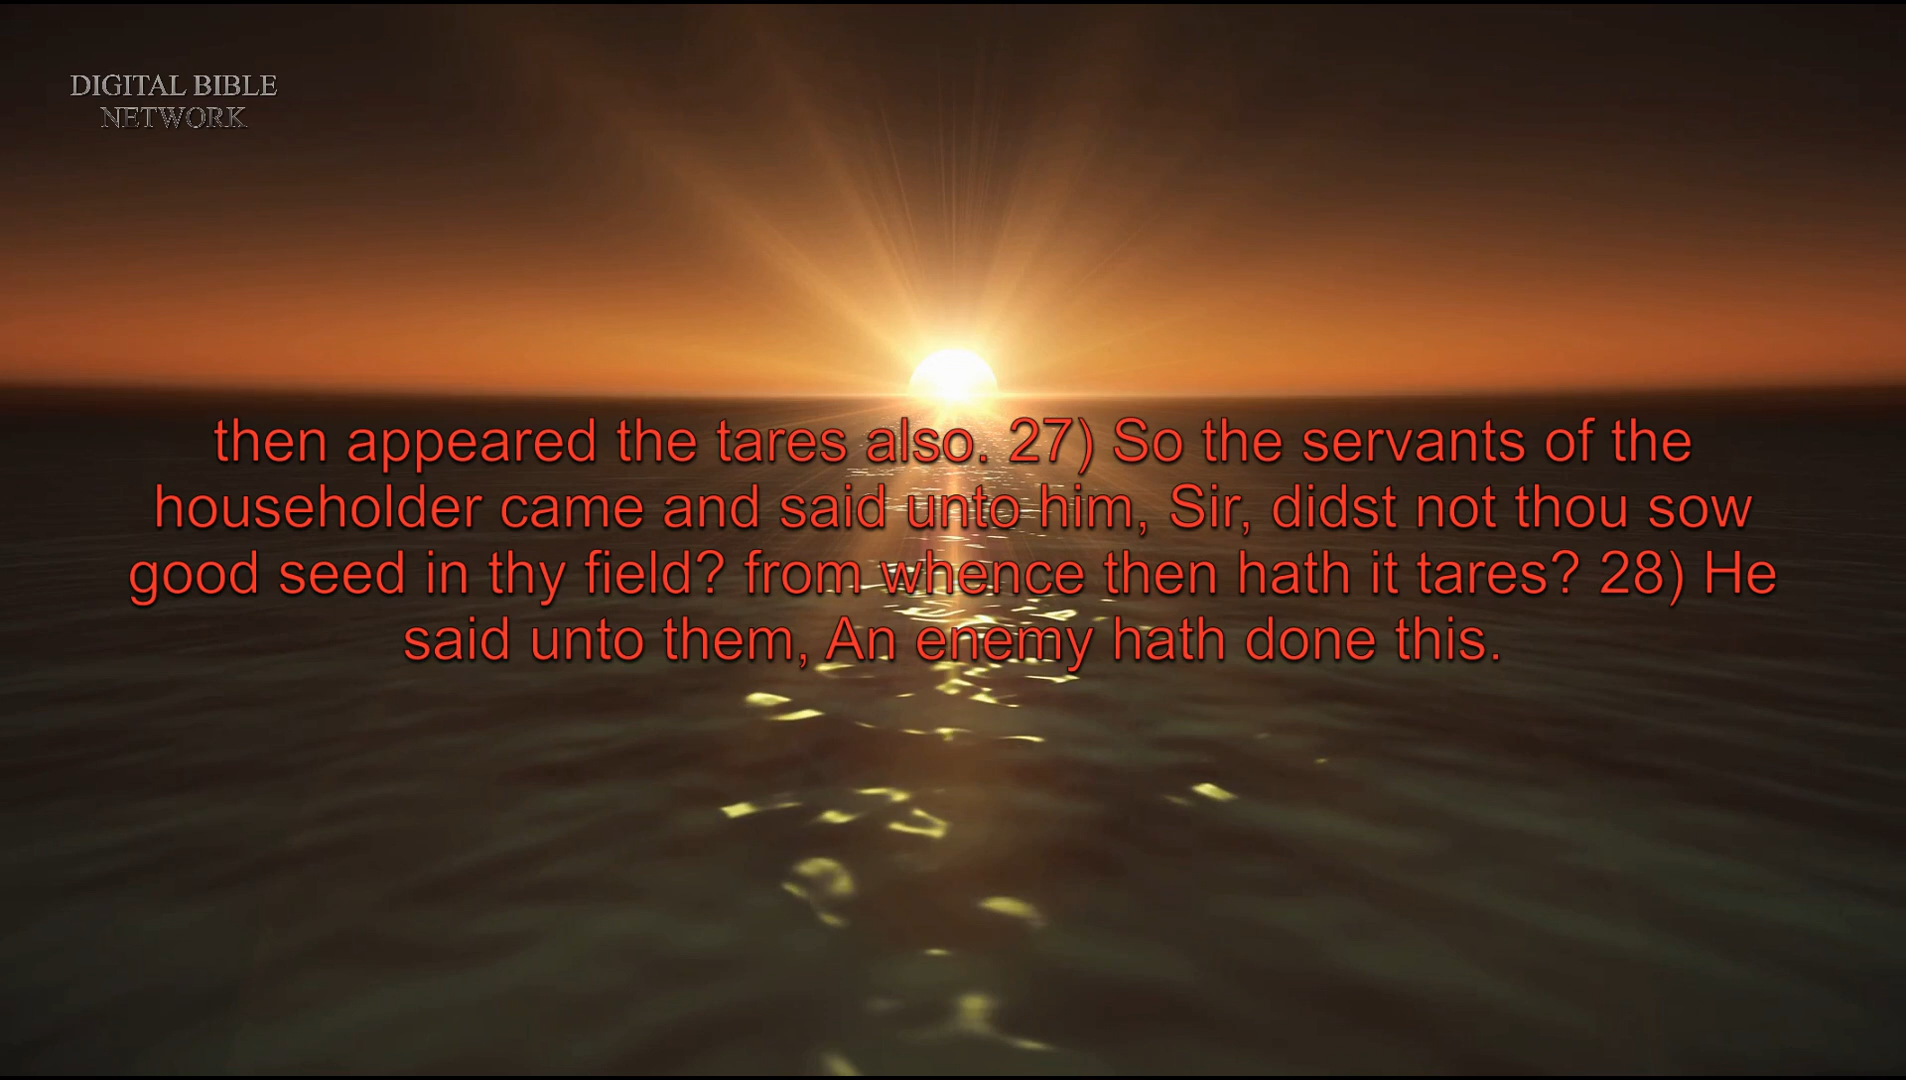 DIGITAL BIBLE
NETWORK
then appeared the tares also. 27) So the servants of the
householder came and said unto him, Sir, didst not thou sow
good seed in thy field? from whence then hath it tares? 28) He
said unto them, An enemy hath done this.